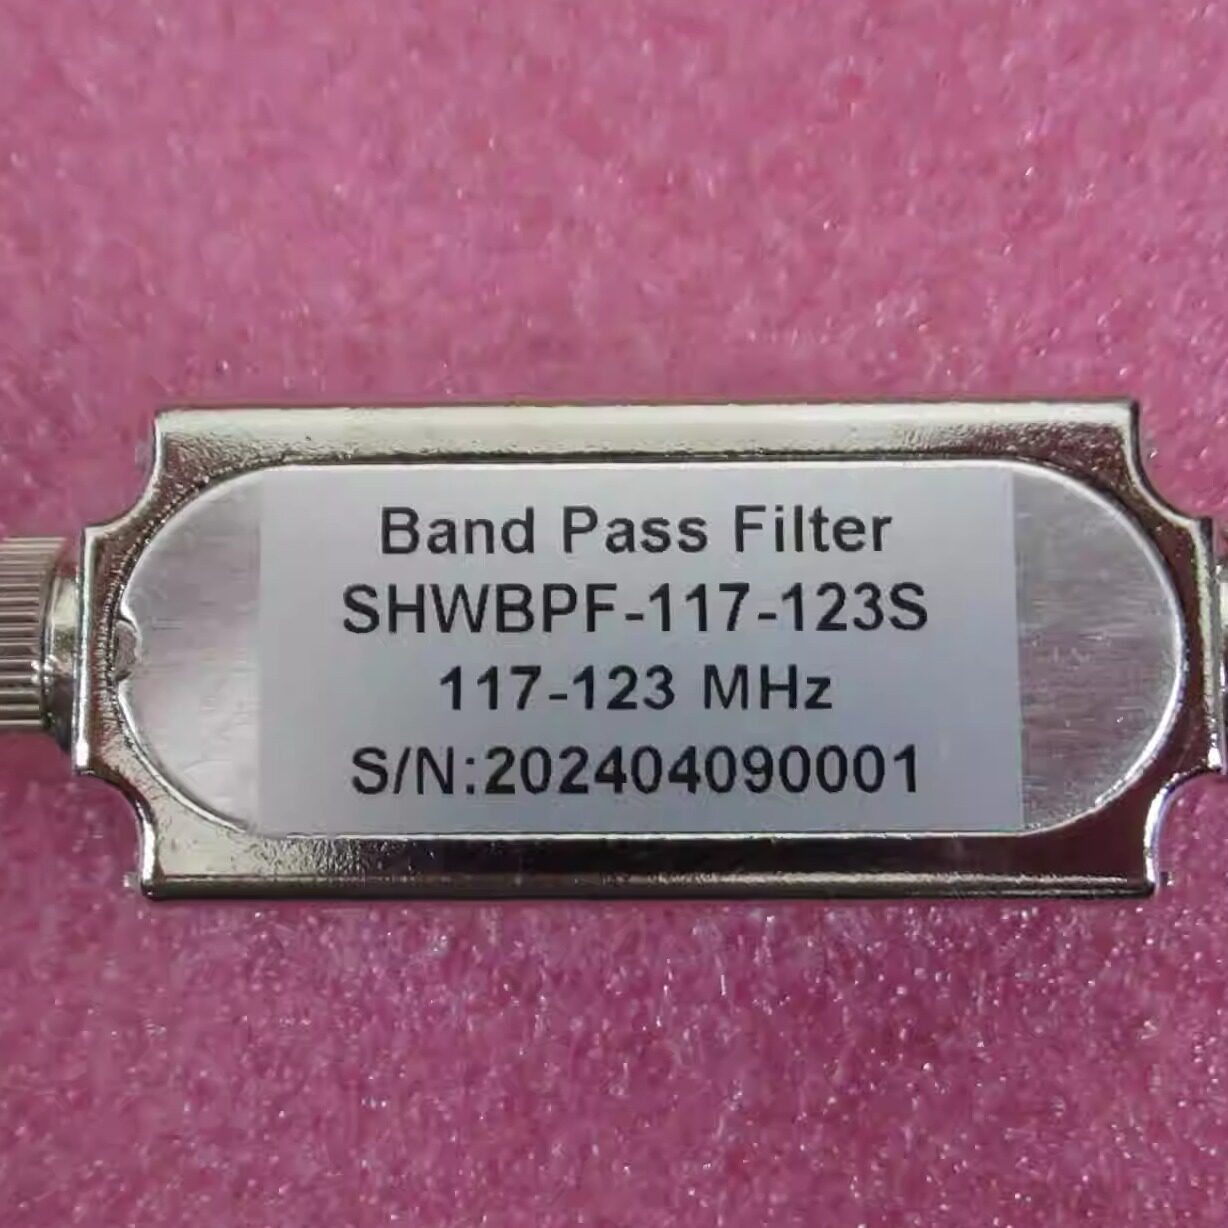 Band Pass Filter
SHWBPF-117-123S
117-123 MHz
S/N:202404090001